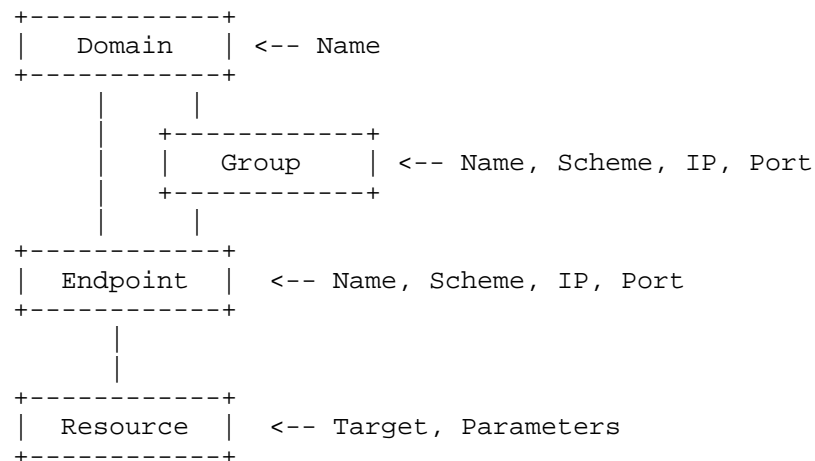 Domain <-- Name
Group <-- Name, Scheme, IP, Port
Endpoint <-- Name, Scheme, IP, Port
Resource <-- Target, Parameters